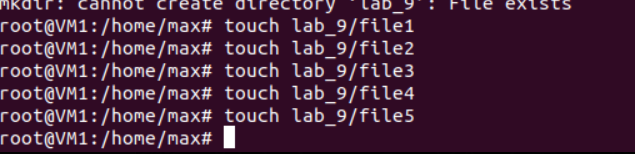 mkdir: cannot create directory 'lab_9': File exists
root@VM1:/home/max# touch lab_9/file1
root@VM1:/home/max# touch lab_9/file2
root@VM1:/home/max# touch lab_9/file3
root@VM1:/home/max# touch lab_9/file4
root@VM1:/home/max# touch lab_9/file5
root@VM1:/home/max#